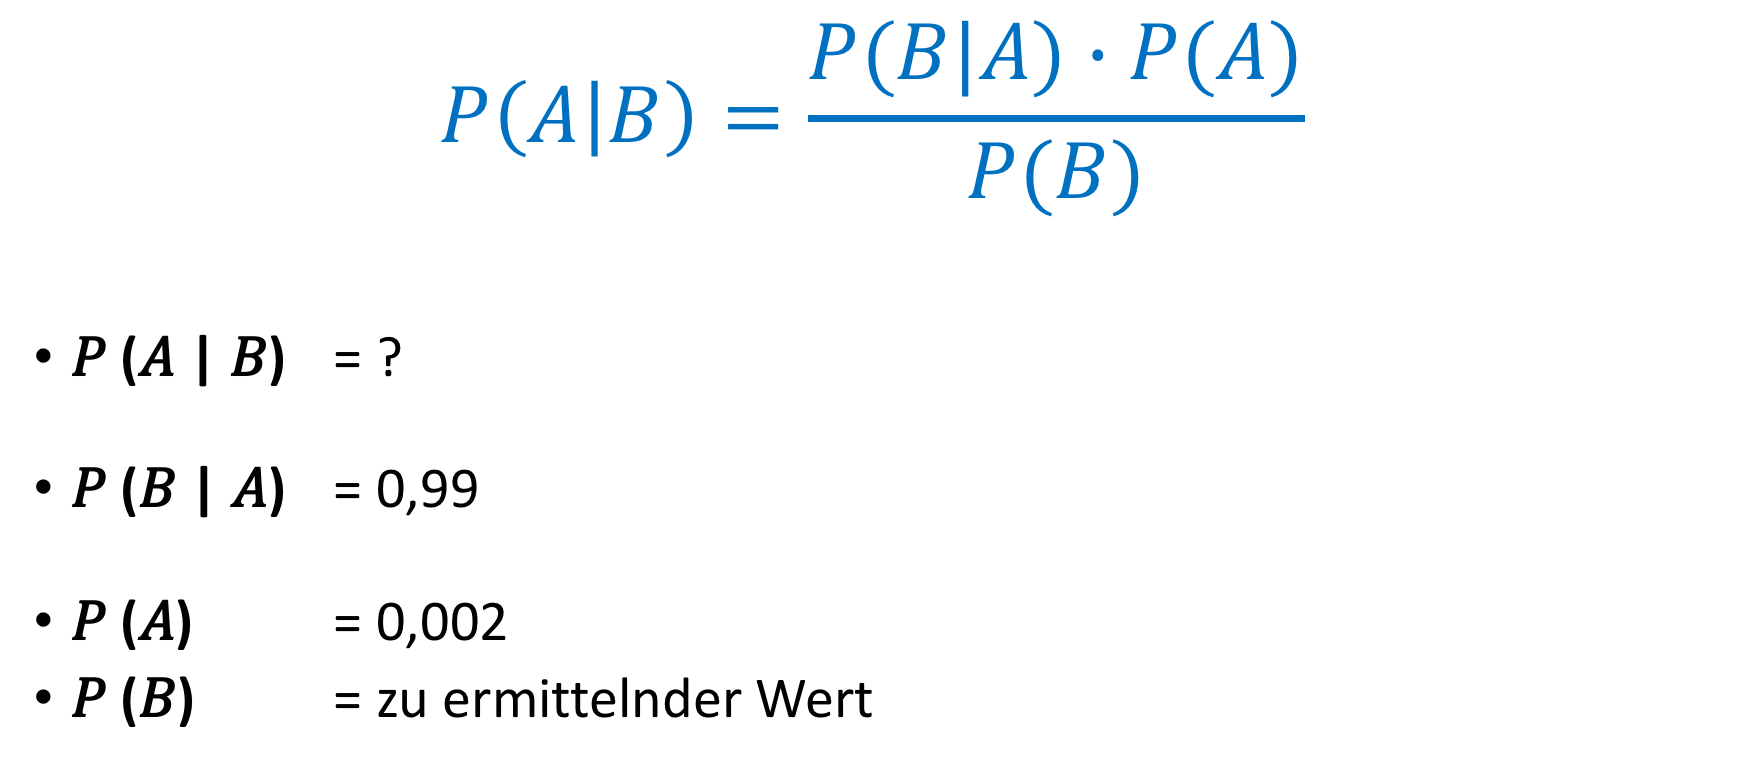 P(A|B) = P(B|A) · P(A) / P(B)
• P (A | B) = ?
• P (B | A) = 0,99
• P (A) = 0,002
• P (B) = zu ermittelnder Wert